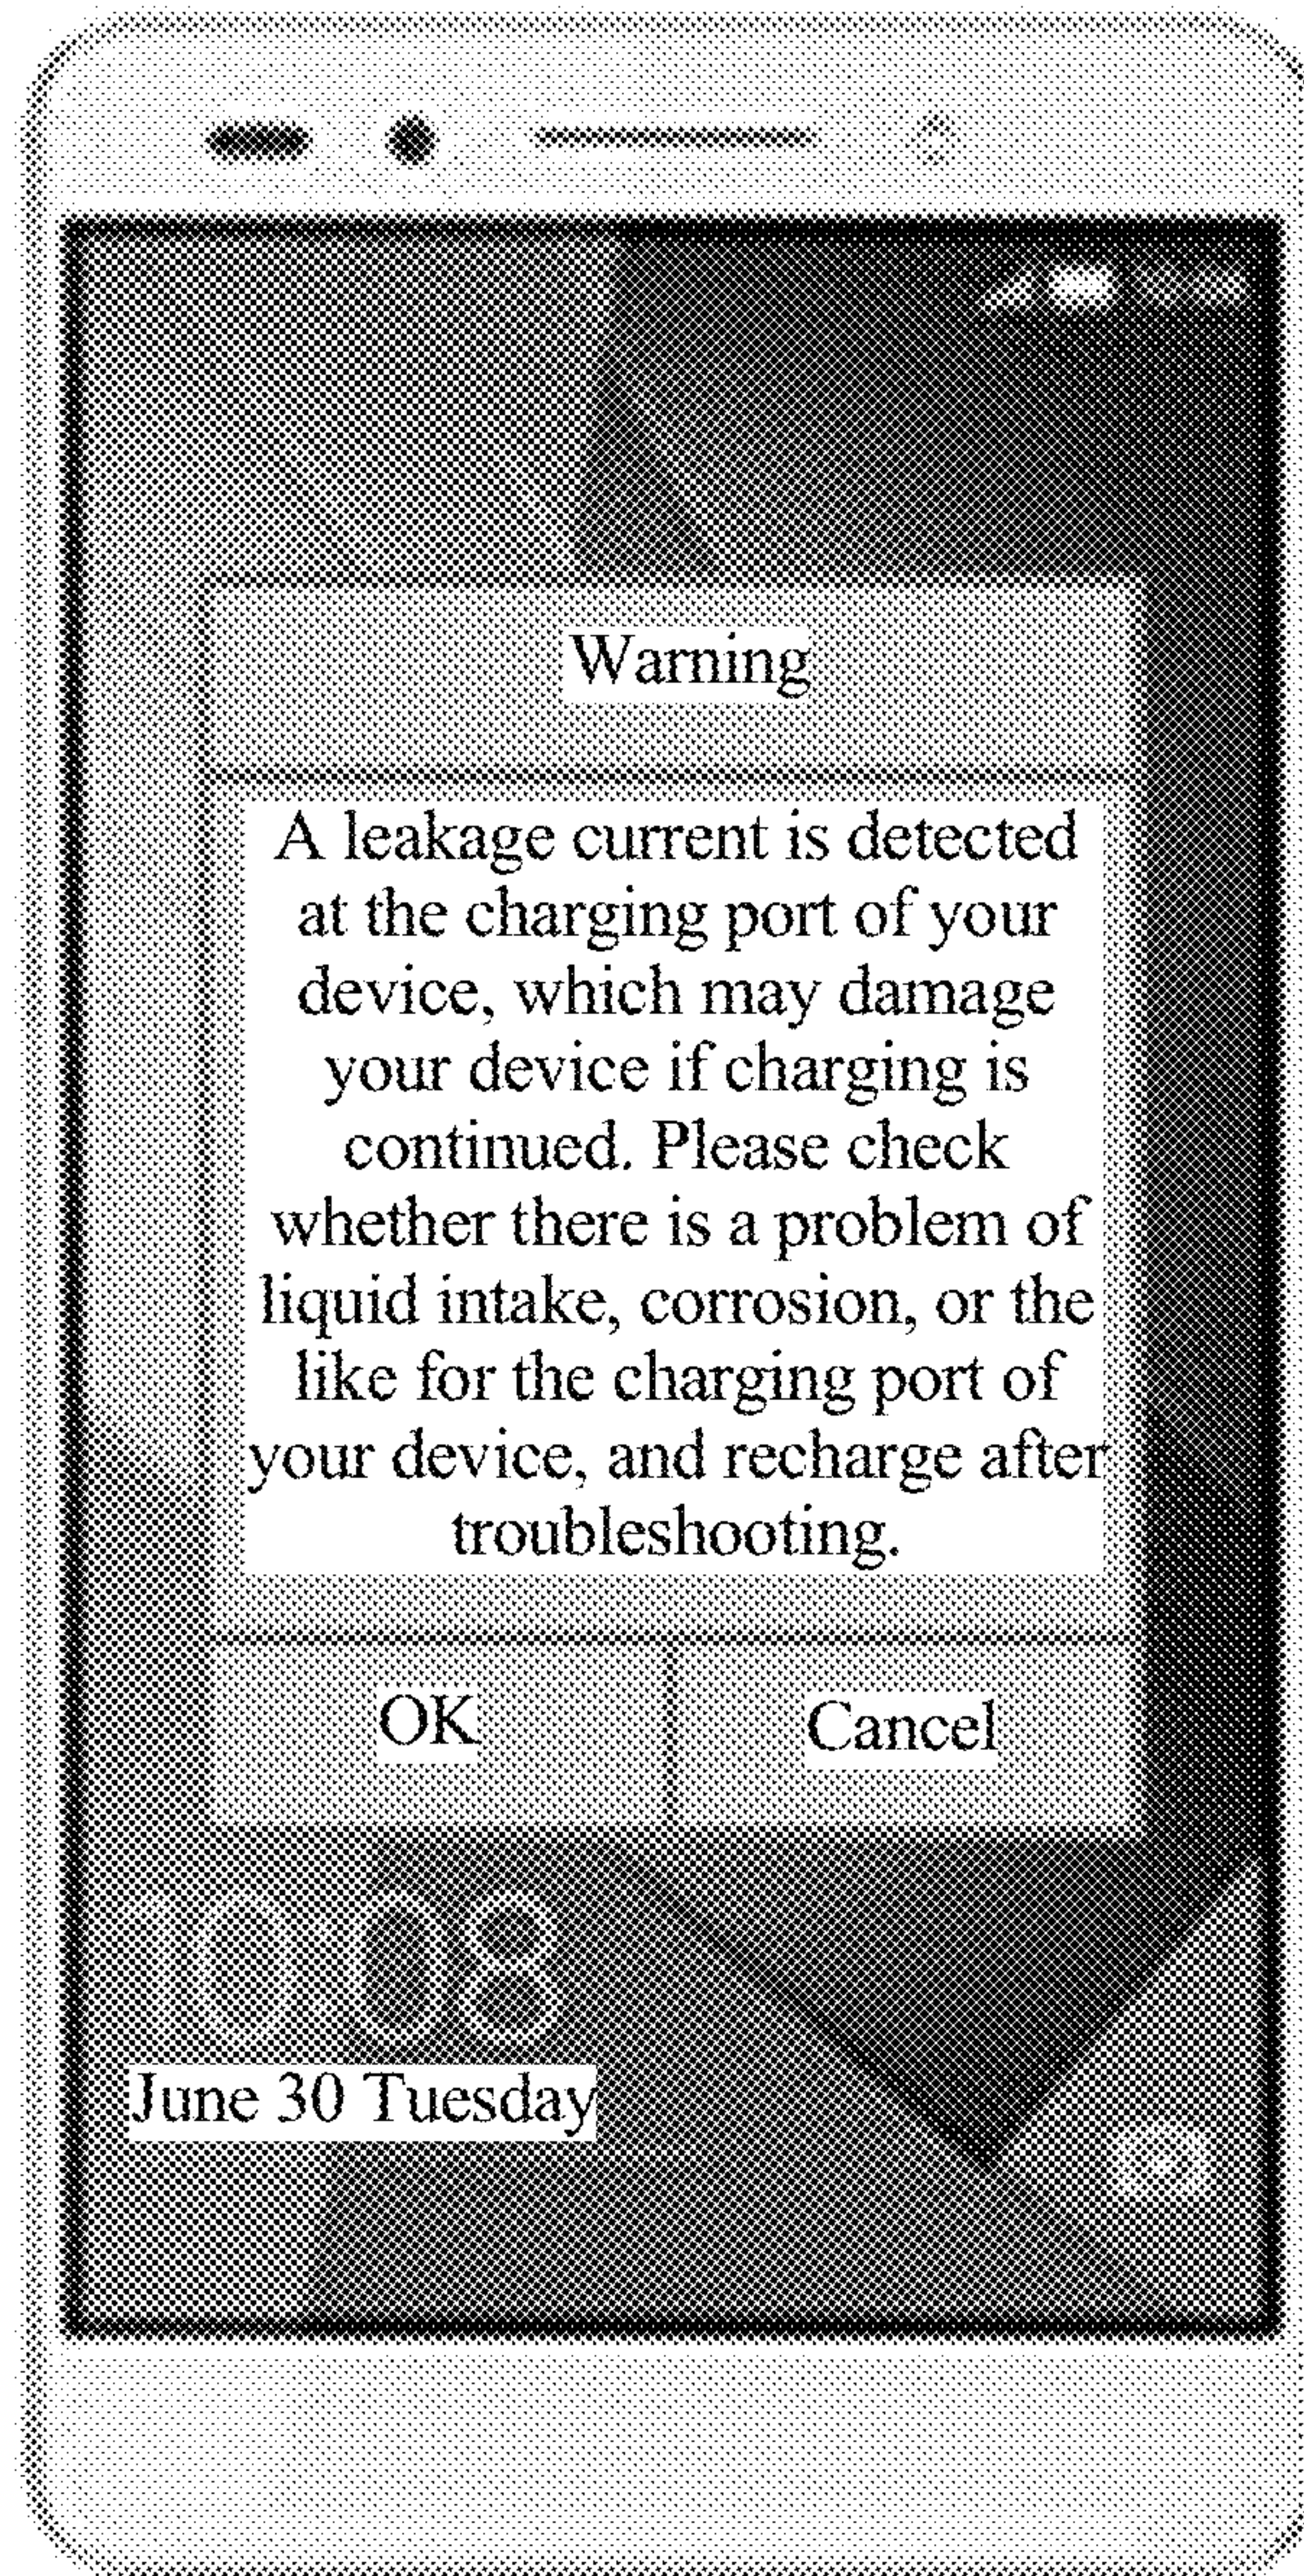 Warning
A leakage current is detected
at the charging port of your
device, which may damage
your device if charging is
continued. Please check
whether there is a problem of
liquid intake, corrosion, or the
like for the charging port of
your device, and recharge after
troubleshooting.
OK
Cancel
10:08
June 30 Tuesday